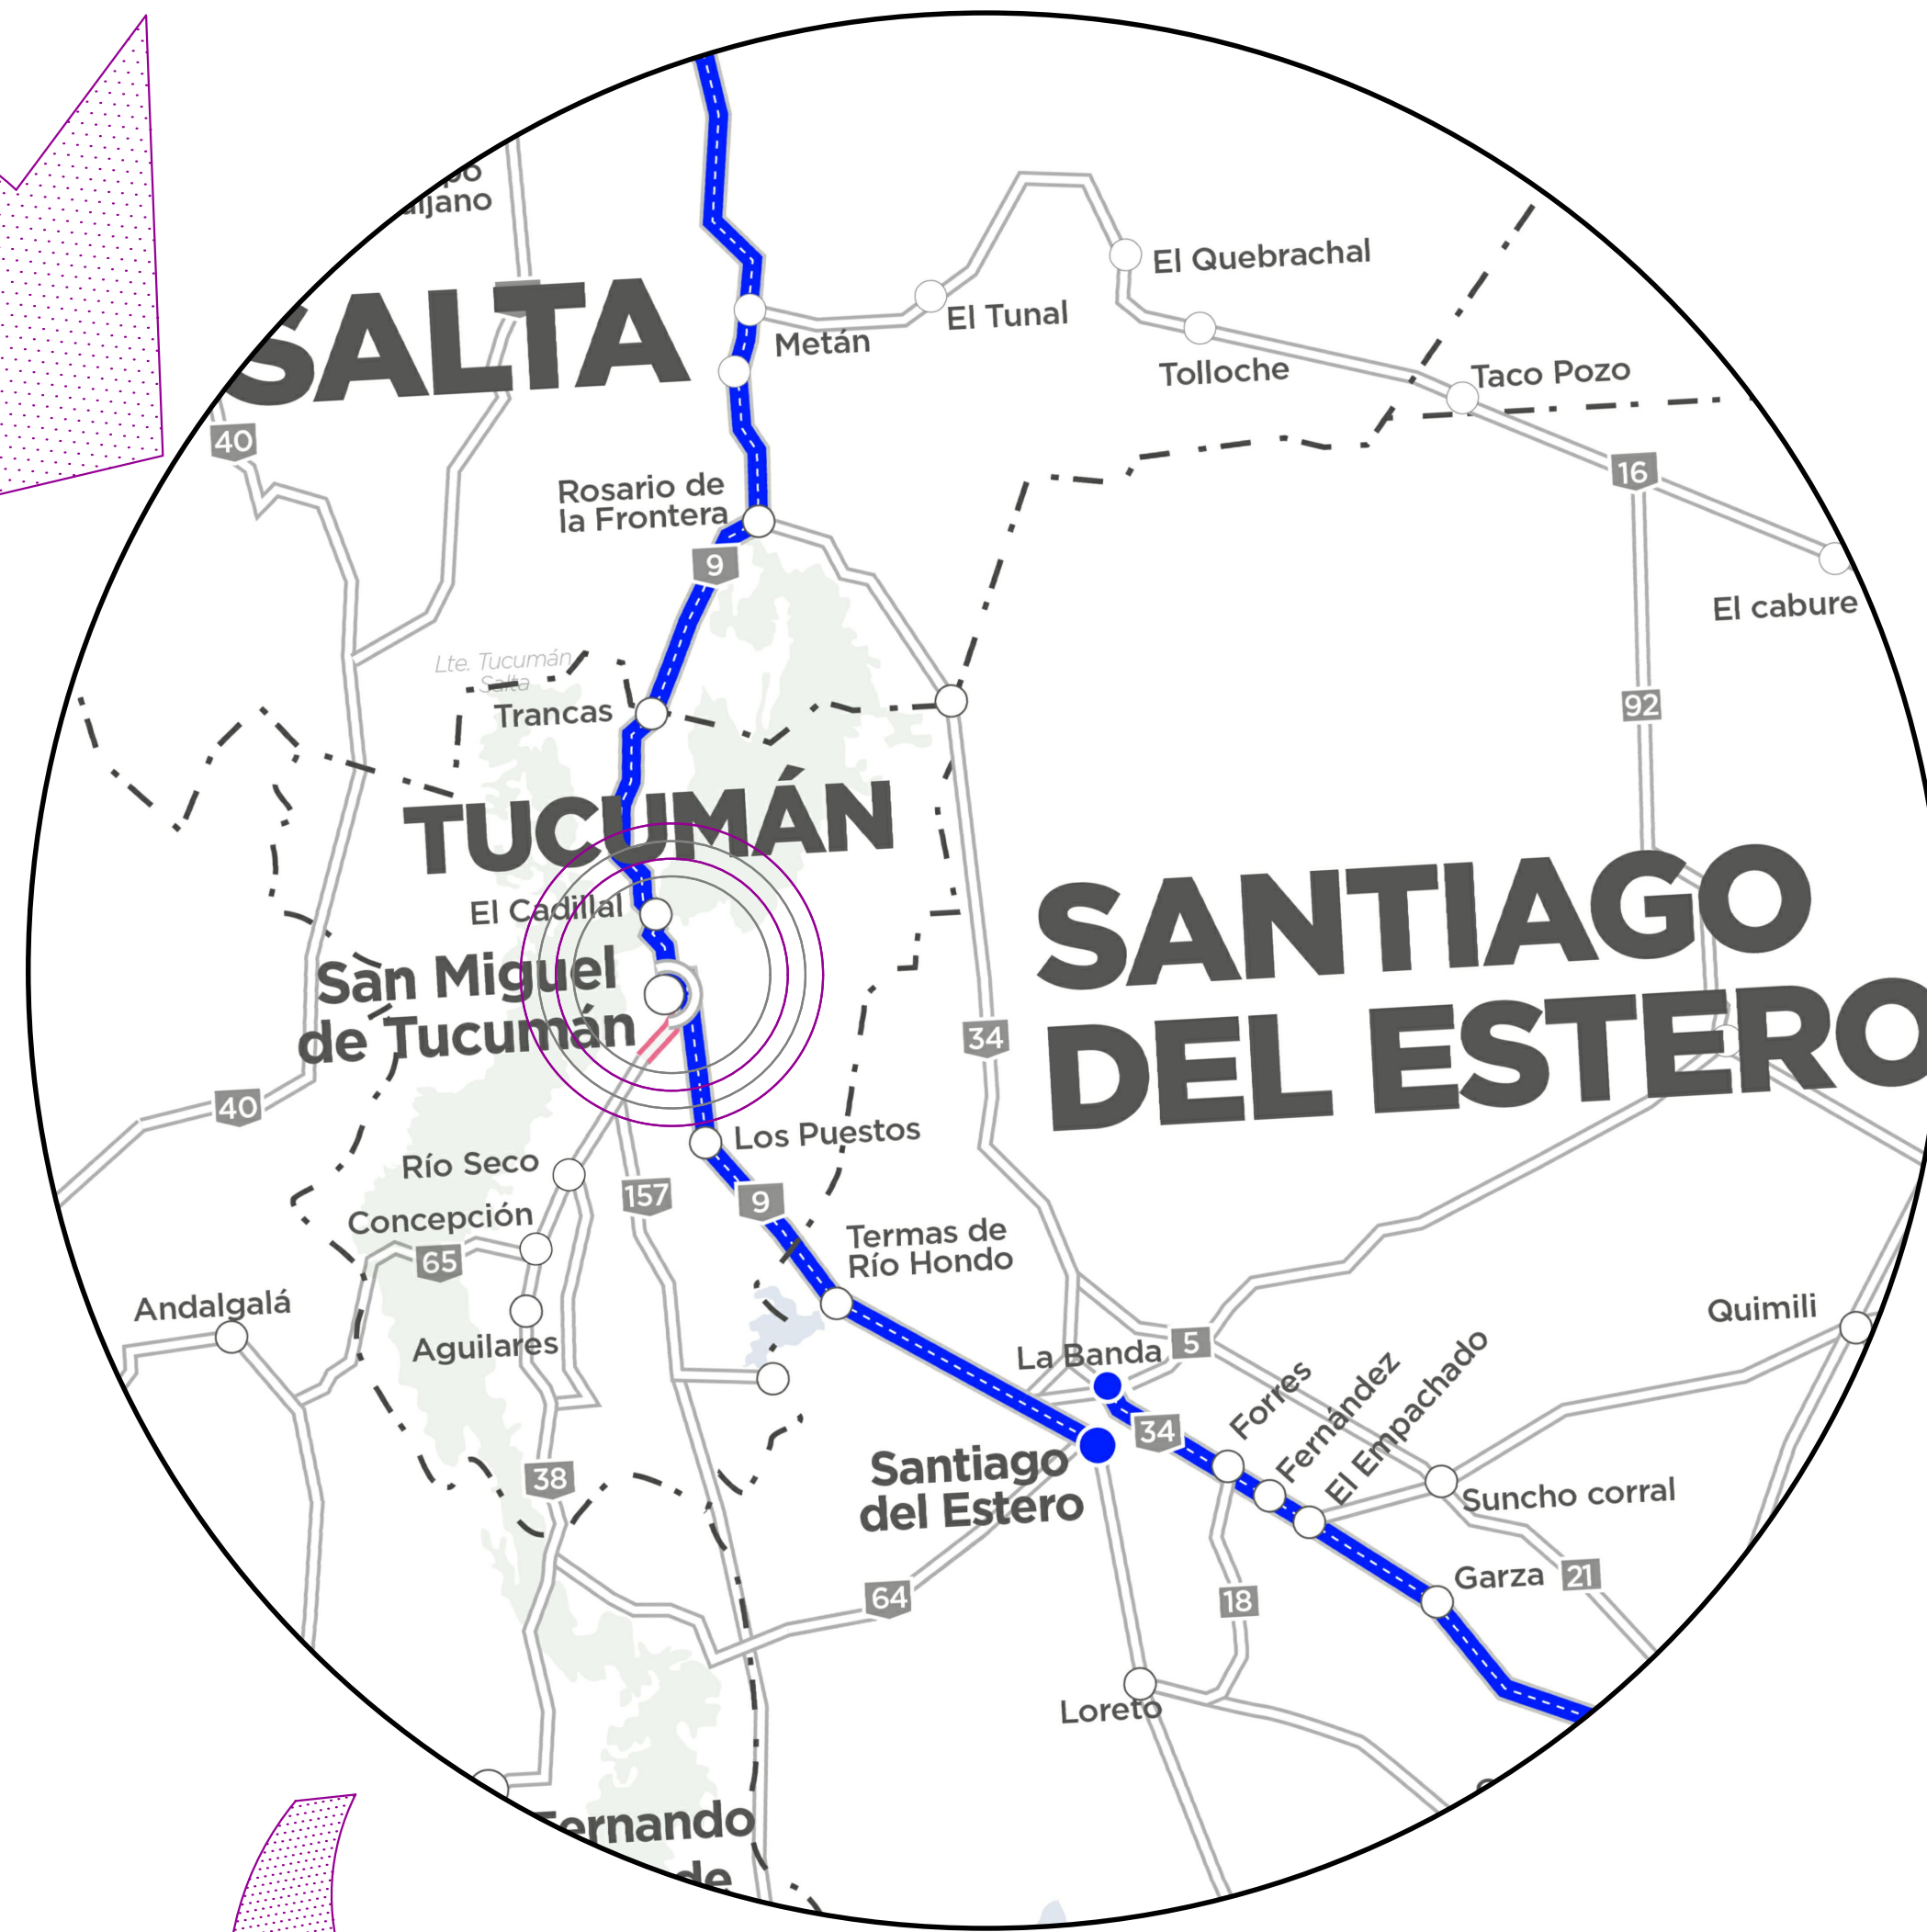 SALTA
El Quebrachal
El Tunal
Metán
Tolloche
Taco Pozo
40
16
Rosario de
la Frontera
9
El cabure
Lte. Tucumán
Salta
Trancas
92
TUCUMÁN
El Cadillal
SANTIAGO
DEL ESTERO
San Miguel
de Tucumán
34
40
Los Puestos
Río Seco
157
9
Concepción
65
Termas de
Río Hondo
Andalgalá
Aguilares
Quimili
La Banda
5
Forres
Fernández
El Empachado
34
Santiago
del Estero
38
Suncho corral
Garza
21
64
18
Loreto
Fernando
de